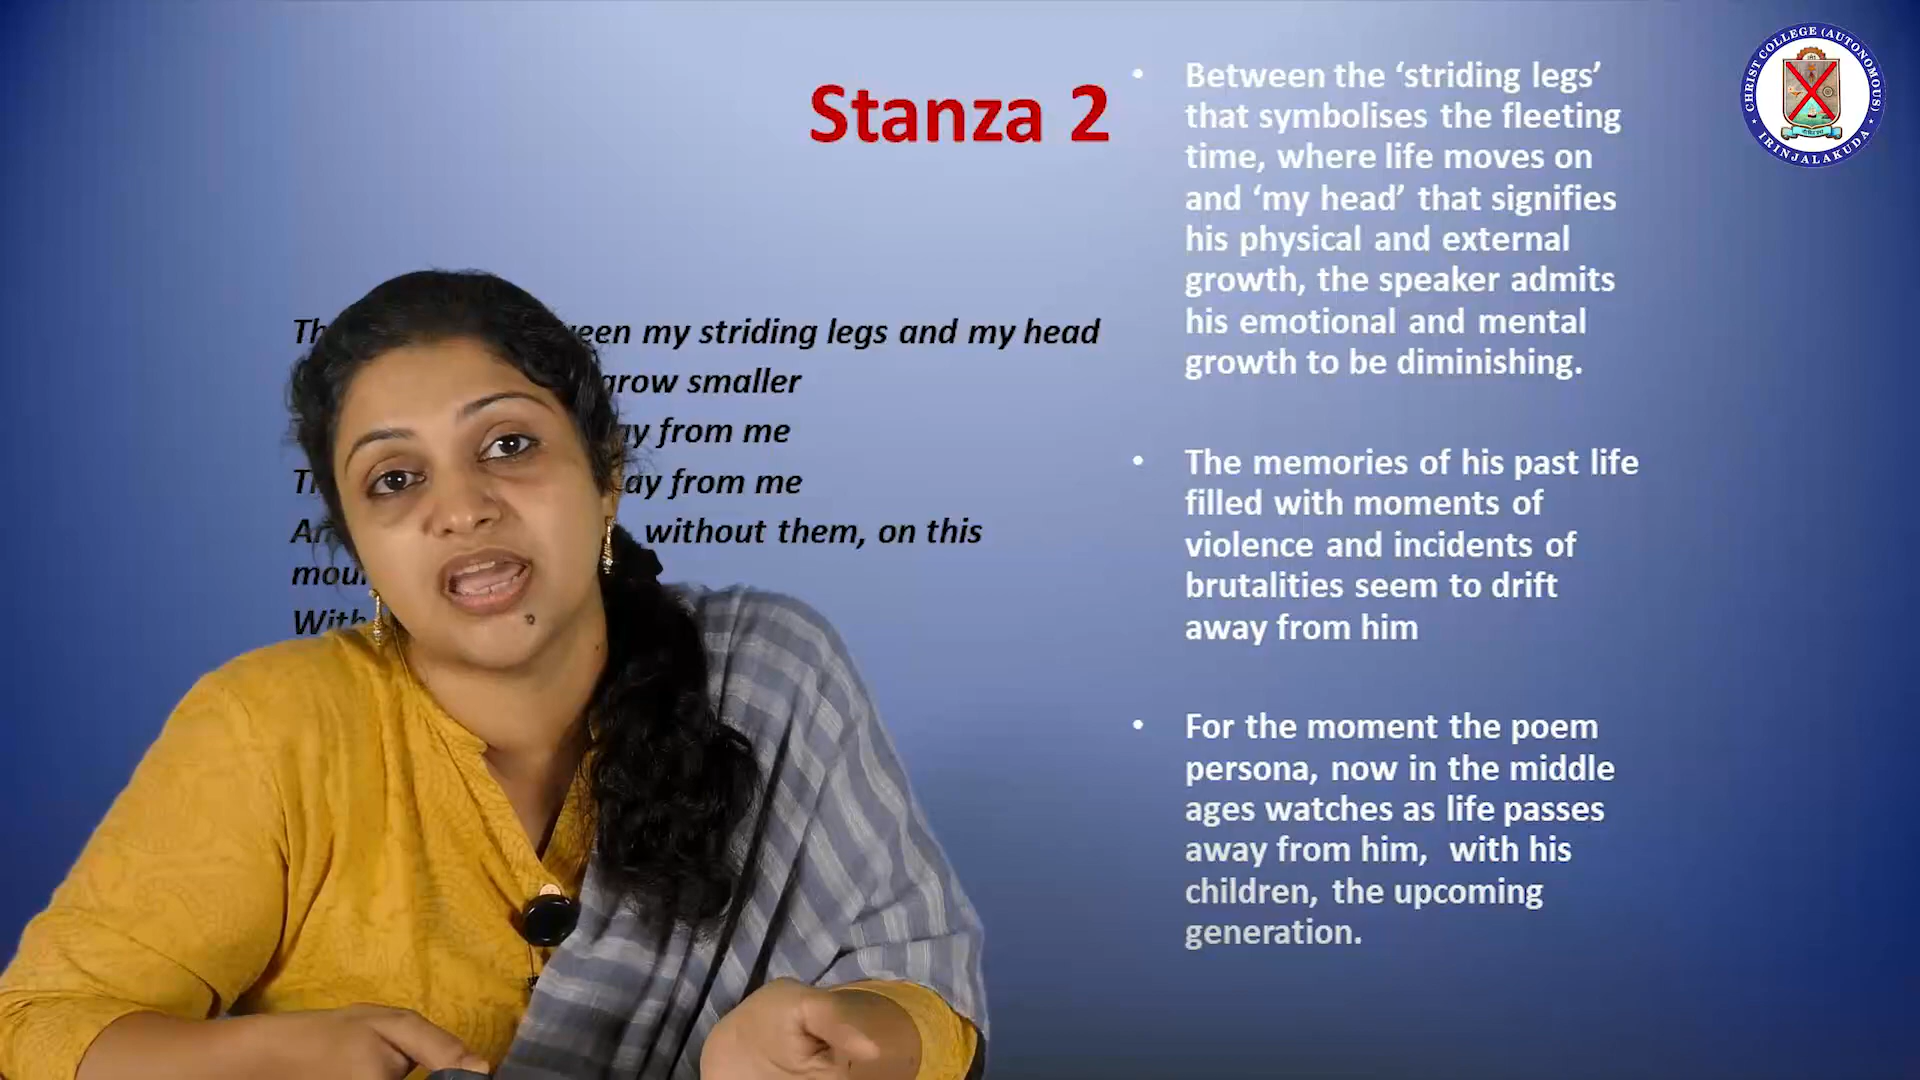 Stanza 2
my striding legs and my head
grow smaller
from me
from me
without them, on this
Between the ‘striding legs’
that symbolises the fleeting
time, where life moves on
and ‘my head’ that signifies
his physical and external
growth, the speaker admits
his emotional and mental
growth to be diminishing.
The memories of his past life
filled with moments of
violence and incidents of
brutalities seem to drift
away from him
For the moment the poem
persona, now in the middle
ages watches as life passes
away from him, with his
children, the upcoming
generation.
CHRIST COLLEGE (AUTONOMOUS)
IRINJALAKUDA